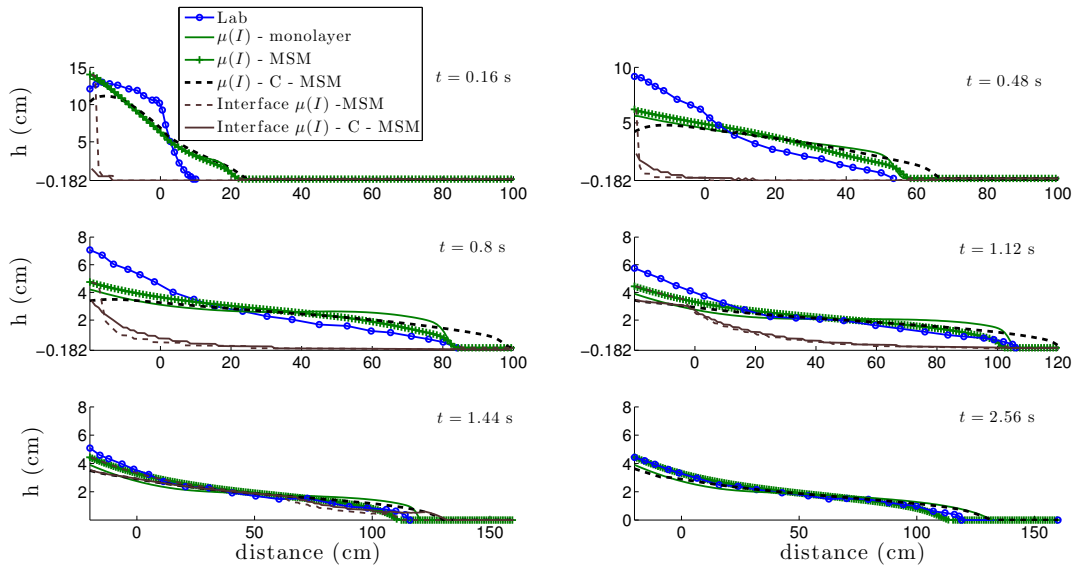 Lab
μ(I) - monolayer
μ(I) - MSM
μ(I) - C - MSM
Interface μ(I) -MSM
Interface μ(I) - C - MSM
t = 0.16 s
h (cm)
15
10
5
−0.182
0 20 40 60 80 100
t = 0.48 s
10
5
−0.182
0 20 40 60 80 100
t = 0.8 s
h (cm)
8
6
4
2
−0.182
0 20 40 60 80 100
t = 1.12 s
8
6
4
2
−0.182
0 20 40 60 80 100 120
t = 1.44 s
h (cm)
8
6
4
2
0 50 100 150
distance (cm)
t = 2.56 s
8
6
4
2
0
0 50 100 150
distance (cm)